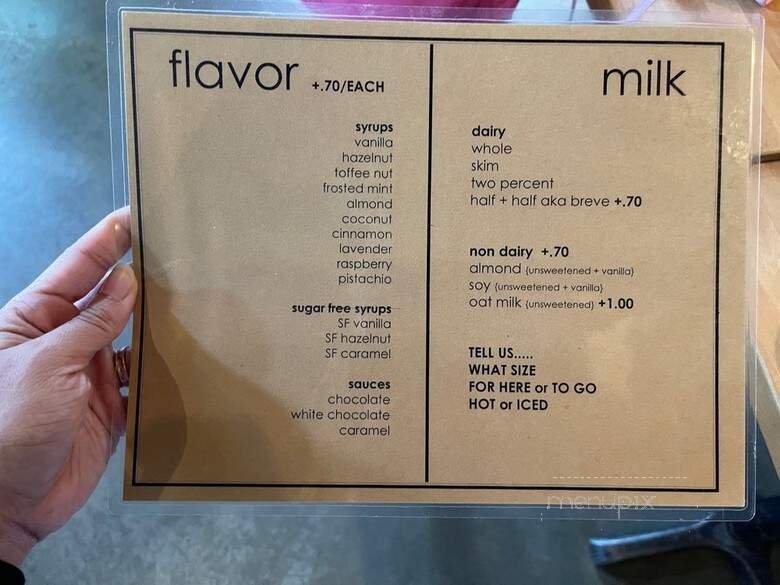 flavor +.70/EACH
syrups
vanilla
hazelnut
toffee nut
frosted mint
almond
coconut
cinnamon
lavender
raspberry
pistachio
sugar free syrups
SF vanilla
SF hazelnut
SF caramel
sauces
chocolate
white chocolate
caramel
milk
dairy
whole
skim
two percent
half + half aka breve +.70
non dairy +.70
almond (unsweetened + vanilla)
soy (unsweetened + vanilla)
oat milk (unsweetened) +1.00
TELL US.....
WHAT SIZE
FOR HERE or TO GO
HOT or ICED
menupix